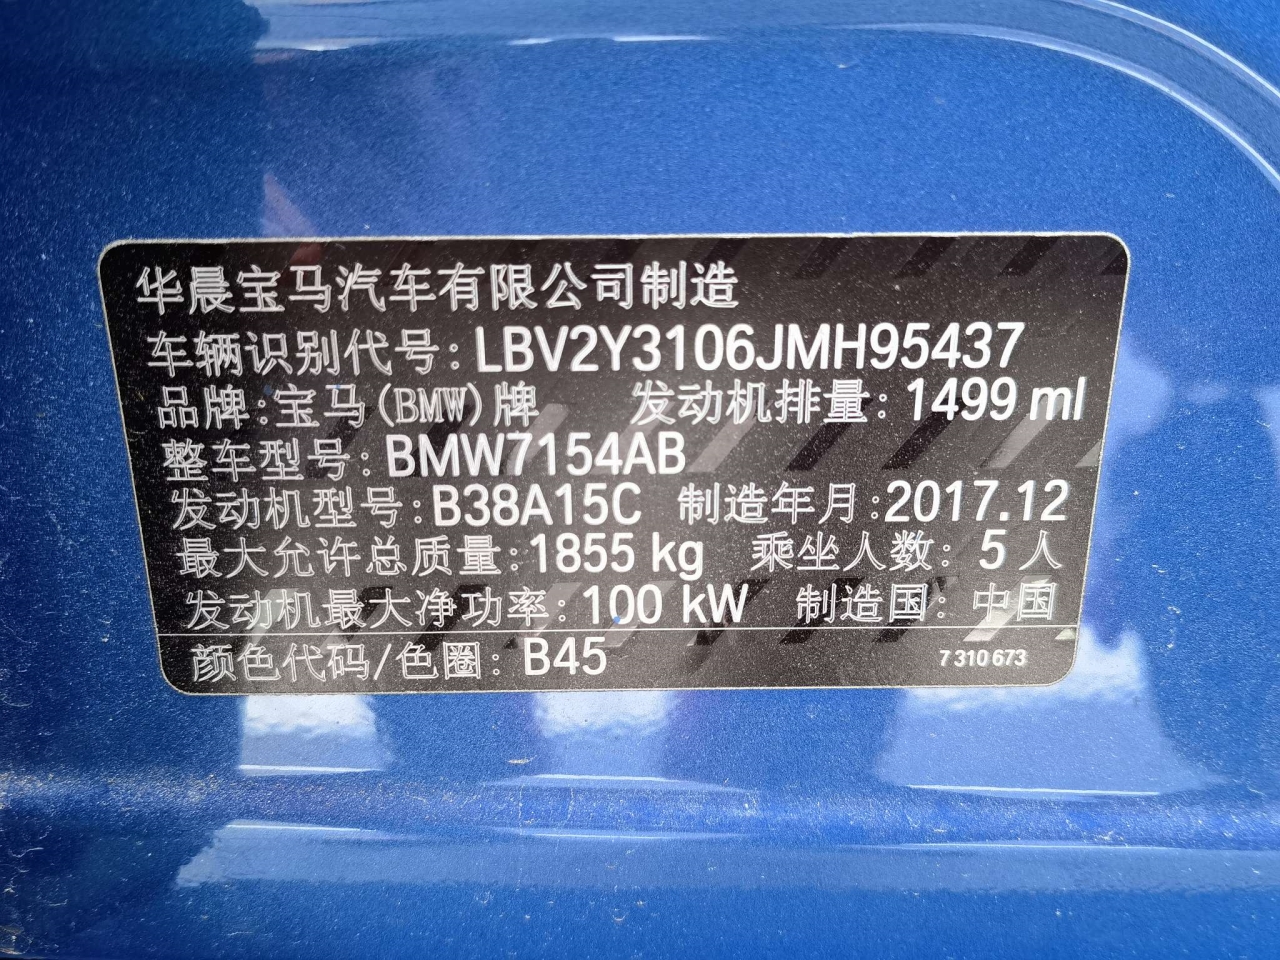 华晨宝马汽车有限公司制造
车辆识别代号:LBV2Y3106JMH95437
品牌:宝马(BMW)牌 发动机排量:1499 ml
整车型号:BMW7154AB
发动机型号:B38A15C 制造年月:2017.12
最大允许总质量:1855 kg 乘坐人数:5 人
发动机最大净功率:100 kW 制造国:中国
颜色代码/色圈:B45 7 310 673